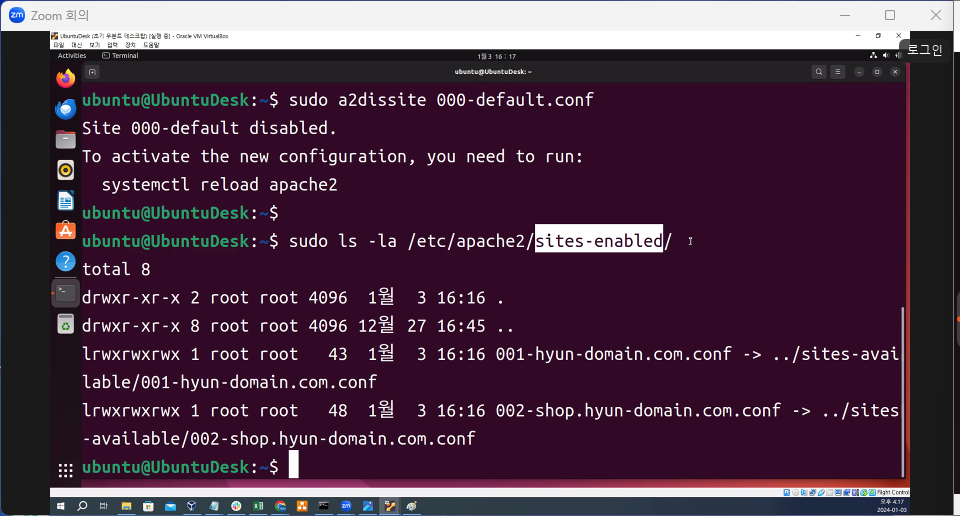 Zoom 회의
UbuntuDesk (초기 우분트 데스크탑) [실행 중] - Oracle VM VirtualBox
파일 머신 보기 입력 장치 도움말
Activities Terminal 1월 3 16 : 17
로그인
ubuntu@UbuntuDesk: ~
ubuntu@UbuntuDesk:~$ sudo a2dissite 000-default.conf
Site 000-default disabled.
To activate the new configuration, you need to run:
systemctl reload apache2
ubuntu@UbuntuDesk:~$
ubuntu@UbuntuDesk:~$ sudo ls -la /etc/apache2/sites-enabled/
total 8
drwxr-xr-x 2 root root 4096 1월 3 16:16 .
drwxr-xr-x 8 root root 4096 12월 27 16:45 ..
lrwxrwxrwx 1 root root 43 1월 3 16:16 001-hyun-domain.com.conf -> ../sites-avai
lable/001-hyun-domain.com.conf
lrwxrwxrwx 1 root root 48 1월 3 16:16 002-shop.hyun-domain.com.conf -> ../sites
-available/002-shop.hyun-domain.com.conf
ubuntu@UbuntuDesk:~$
Right Control
오후 4:17
2024-01-03